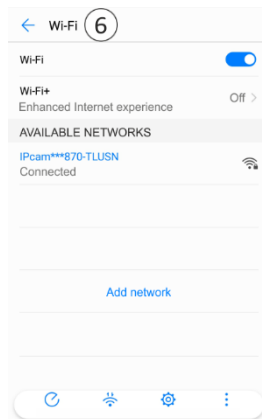 Wi-Fi 6
Wi-Fi
Wi-Fi+
Enhanced Internet experience
Off
AVAILABLE NETWORKS
IPcam***870-TLUSN
Connected
Add network